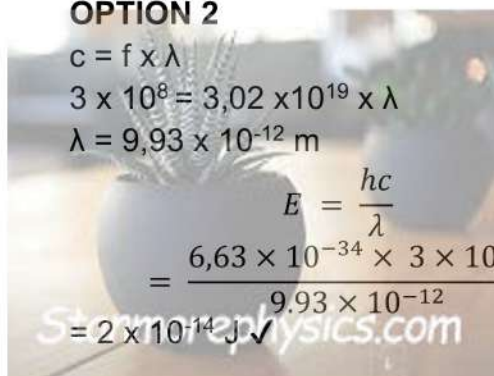 OPTION 2
c = f x λ
3 x 10⁸ = 3,02 x10¹⁹ x λ
λ = 9,93 x 10⁻¹² m
E = hc/λ
= 6,63 × 10⁻³⁴ × 3 × 10
9.93 × 10⁻¹²
= 2 x 10⁻¹⁴ J ✓
Stanmorephysics.com